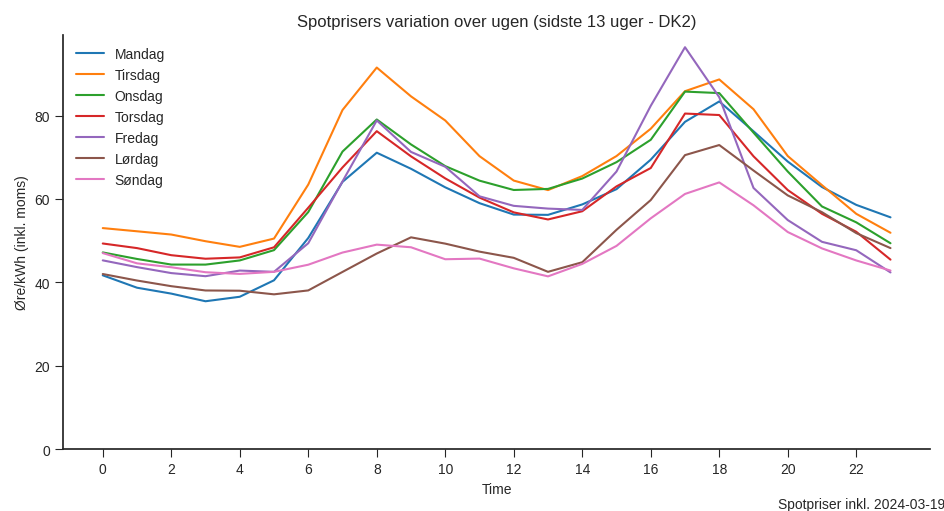 Spotprisers variation over ugen (sidste 13 uger - DK2)
Mandag
Tirsdag
Onsdag
Torsdag
Fredag
Lørdag
Søndag
Øre/kWh (inkl. moms)
80
60
40
20
0
0 2 4 6 8 10 12 14 16 18 20 22
Time
Spotpriser inkl. 2024-03-19